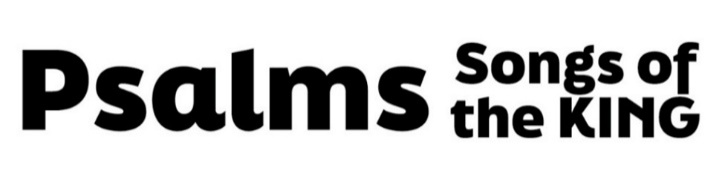 Psalms
Songs of
the KING